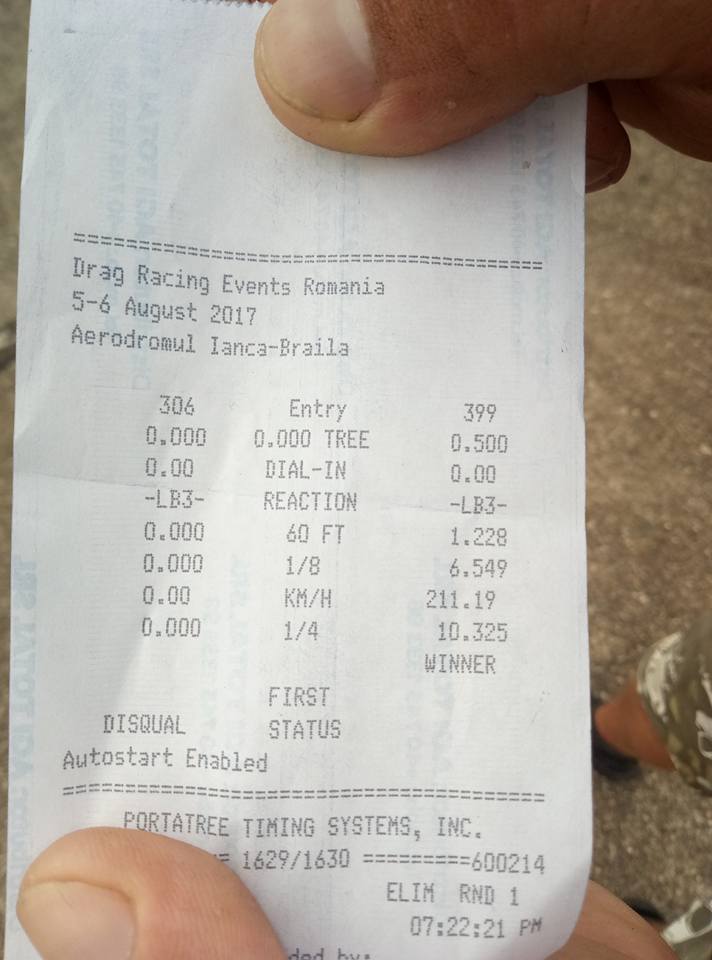 ===========================================
Drag Racing Events Romania
5-6 August 2017
Aerodromul Ianca-Braila
306 Entry 399
0.000 0.000 TREE 0.500
0.00 DIAL-IN 0.00
-LB3- REACTION -LB3-
0.000 60 FT 1.228
0.000 1/8 6.549
0.00 KM/H 211.19
0.000 1/4 10.325
WINNER
FIRST
DISQUAL STATUS
Autostart Enabled
===========================================
PORTATREE TIMING SYSTEMS, INC.
= 1629/1630 =========600214
ELIM RND 1
07:22:21 PM
by: